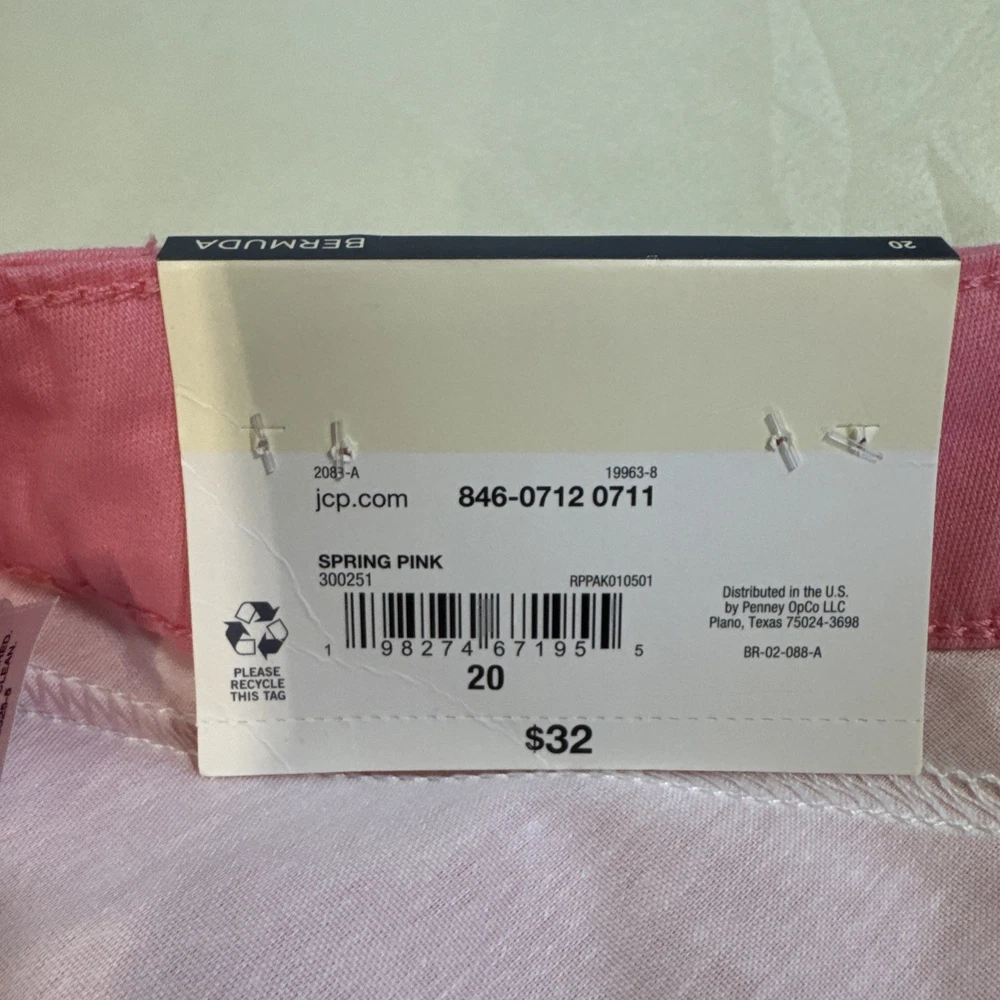 BERMUDA 20
2083-A 19963-8
jcp.com 846-0712 0711
SPRING PINK
300251 RPPAK010501
1 98274 67195 5
20
$32
PLEASE
RECYCLE
THIS TAG
Distributed in the U.S.
by Penney OpCo LLC
Plano, Texas 75024-3698
BR-02-088-A
CLEAN.